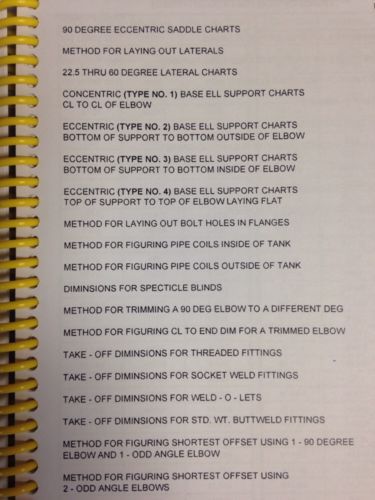 90 DEGREE ECCENTRIC SADDLE CHARTS
METHOD FOR LAYING OUT LATERALS
22.5 THRU 60 DEGREE LATERAL CHARTS
CONCENTRIC (TYPE NO. 1) BASE ELL SUPPORT CHARTS
CL TO CL OF ELBOW
ECCENTRIC (TYPE NO. 2) BASE ELL SUPPORT CHARTS
BOTTOM OF SUPPORT TO BOTTOM OUTSIDE OF ELBOW
ECCENTRIC (TYPE NO. 3) BASE ELL SUPPORT CHARTS
BOTTOM OF SUPPORT TO BOTTOM INSIDE OF ELBOW
ECCENTRIC (TYPE NO. 4) BASE ELL SUPPORT CHARTS
TOP OF SUPPORT TO TOP OF ELBOW LAYING FLAT
METHOD FOR LAYING OUT BOLT HOLES IN FLANGES
METHOD FOR FIGURING PIPE COILS INSIDE OF TANK
METHOD FOR FIGURING PIPE COILS OUTSIDE OF TANK
DIMINSIONS FOR SPECTICLE BLINDS
METHOD FOR TRIMMING A 90 DEG ELBOW TO A DIFFERENT DEG
METHOD FOR FIGURING CL TO END DIM FOR A TRIMMED ELBOW
TAKE - OFF DIMINSIONS FOR THREADED FITTINGS
TAKE - OFF DIMINSIONS FOR SOCKET WELD FITTINGS
TAKE - OFF DIMINSIONS FOR WELD - O - LETS
TAKE - OFF DIMINSIONS FOR STD. WT. BUTTWELD FITTINGS
METHOD FOR FIGURING SHORTEST OFFSET USING 1 - 90 DEGREE
ELBOW AND 1 - ODD ANGLE ELBOW
METHOD FOR FIGURING SHORTEST OFFSET USING
2 - ODD ANGLE ELBOWS